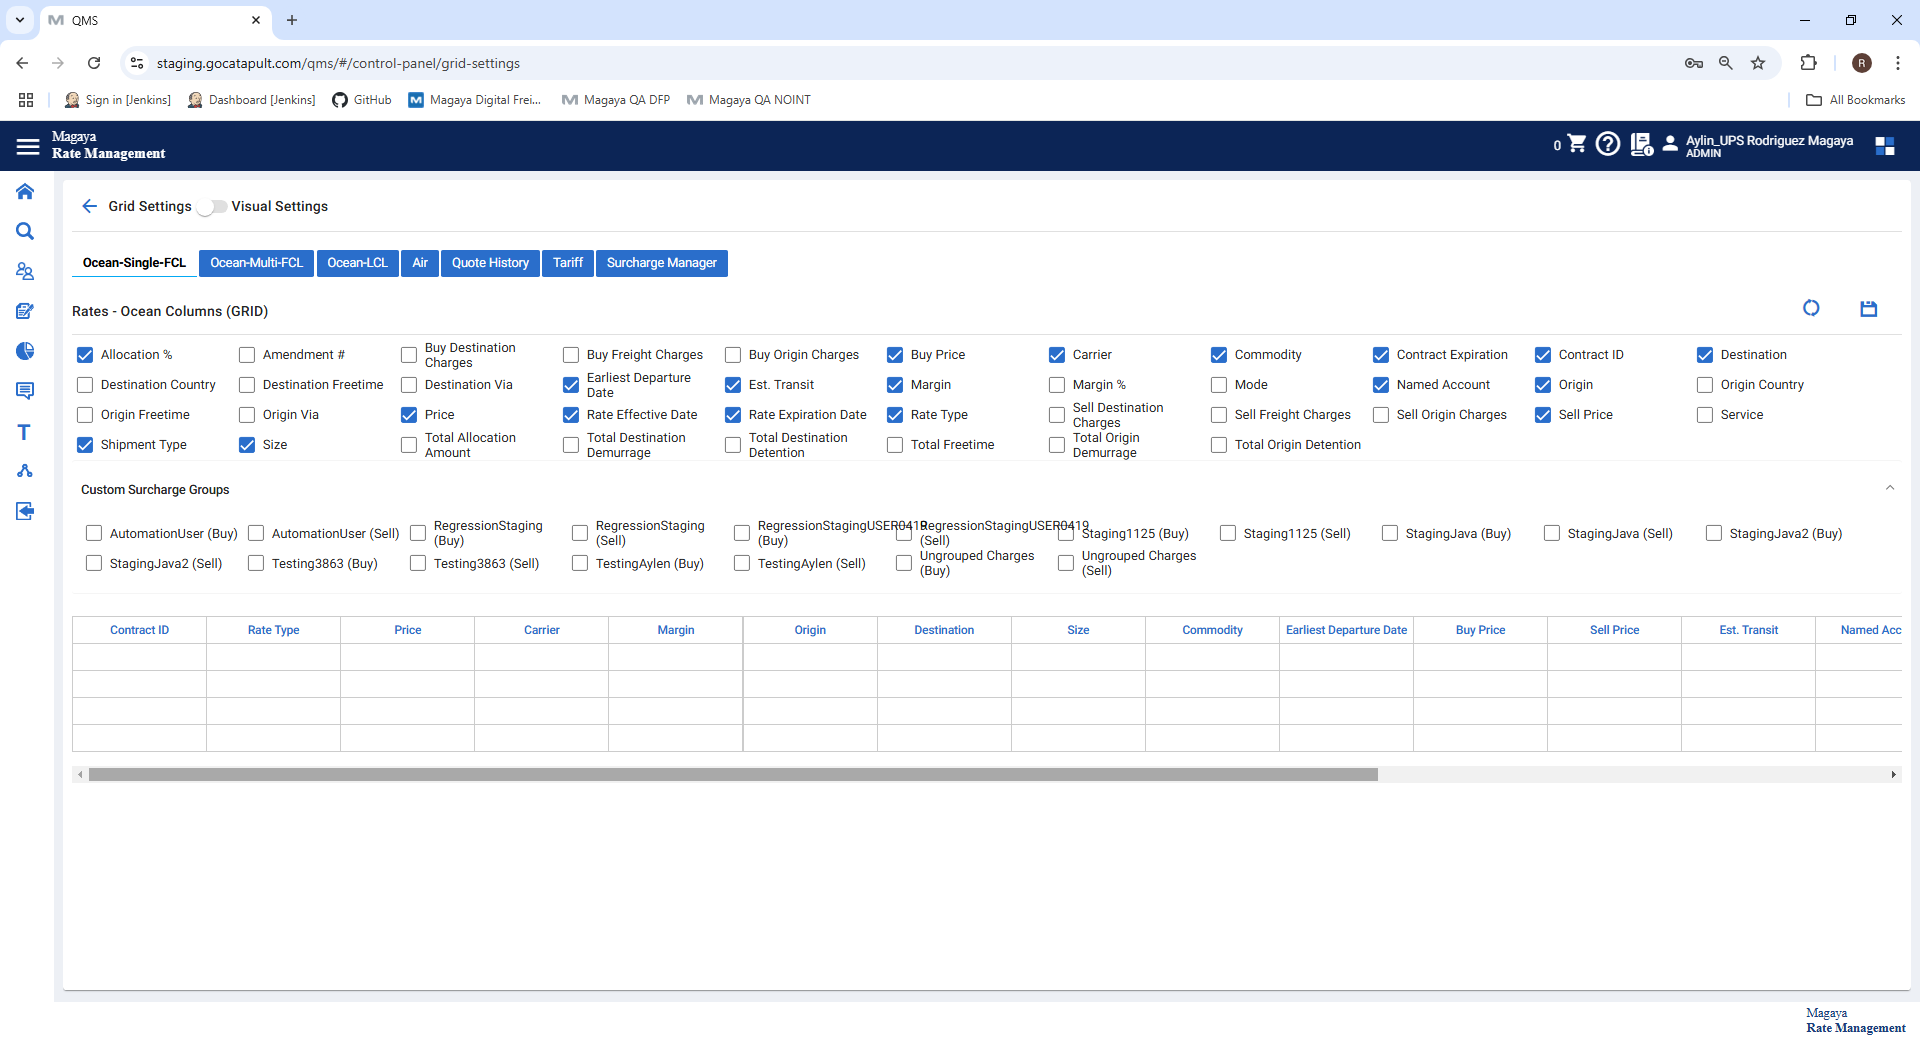 QMS
staging.gocatapult.com/qms/#/control-panel/grid-settings
R
Sign in [Jenkins] Dashboard [Jenkins] GitHub Magaya Digital Frei... Magaya QA DFP Magaya QA NOINT All Bookmarks
Magaya
Rate Management
0
Aylin_UPS Rodriguez Magaya
ADMIN
Grid Settings Visual Settings
Ocean-Single-FCL Ocean-Multi-FCL Ocean-LCL Air Quote History Tariff Surcharge Manager
Rates - Ocean Columns (GRID)
Allocation % Amendment # Buy Destination Charges Buy Freight Charges Buy Origin Charges Buy Price Carrier Commodity Contract Expiration Contract ID Destination
Destination Country Destination Freetime Destination Via Earliest Departure Date Est. Transit Margin Margin % Mode Named Account Origin Origin Country
Origin Freetime Origin Via Price Rate Effective Date Rate Expiration Date Rate Type Sell Destination Charges Sell Freight Charges Sell Origin Charges Sell Price Service
Shipment Type Size Total Allocation Amount Total Destination Demurrage Total Destination Detention Total Freetime Total Origin Demurrage Total Origin Detention
Custom Surcharge Groups
AutomationUser (Buy) AutomationUser (Sell) RegressionStaging (Buy) RegressionStaging (Sell) RegressionStagingUSER0419 (Buy) RegressionStagingUSER0419 (Sell) Staging1125 (Buy) Staging1125 (Sell) StagingJava (Buy) StagingJava (Sell) StagingJava2 (Buy)
StagingJava2 (Sell) Testing3863 (Buy) Testing3863 (Sell) TestingAylen (Buy) TestingAylen (Sell) Ungrouped Charges (Buy) Ungrouped Charges (Sell)
Contract ID Rate Type Price Carrier Margin Origin Destination Size Commodity Earliest Departure Date Buy Price Sell Price Est. Transit Named Acc
T
Magaya
Rate Management